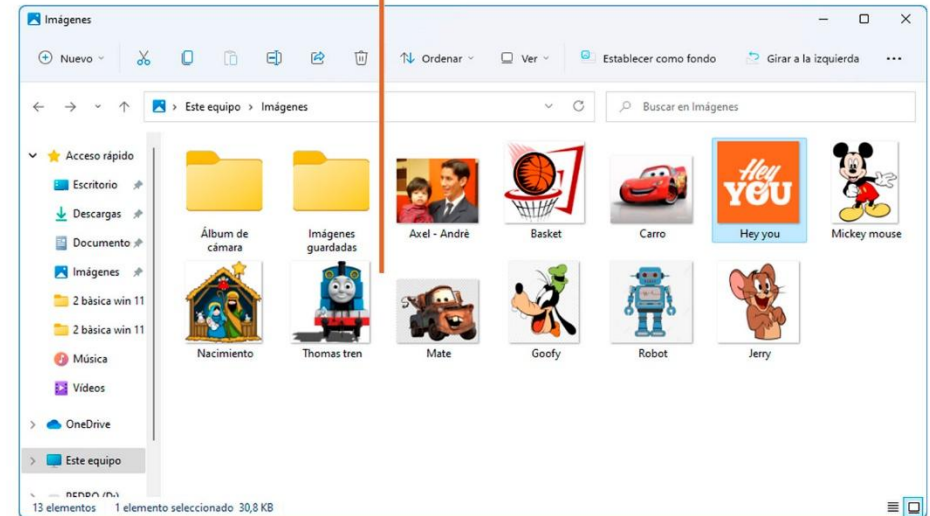 Imágenes
Nuevo
Ordenar
Ver
Establecer como fondo
Girar a la izquierda
Este equipo > Imágenes
Buscar en Imágenes
Acceso rápido
Escritorio
Descargas
Documento
Imágenes
2 bàsica win 11
2 bàsica win 11
Música
Vídeos
OneDrive
Este equipo
PEDRO (D:)
Álbum de
cámara
Imágenes
guardadas
Axel - Andrè
Basket
Carro
Hey
YOU
Hey you
Mickey mouse
Nacimiento
Thomas tren
Mate
Goofy
Robot
Jerry
13 elementos 1 elemento seleccionado 30,8 KB